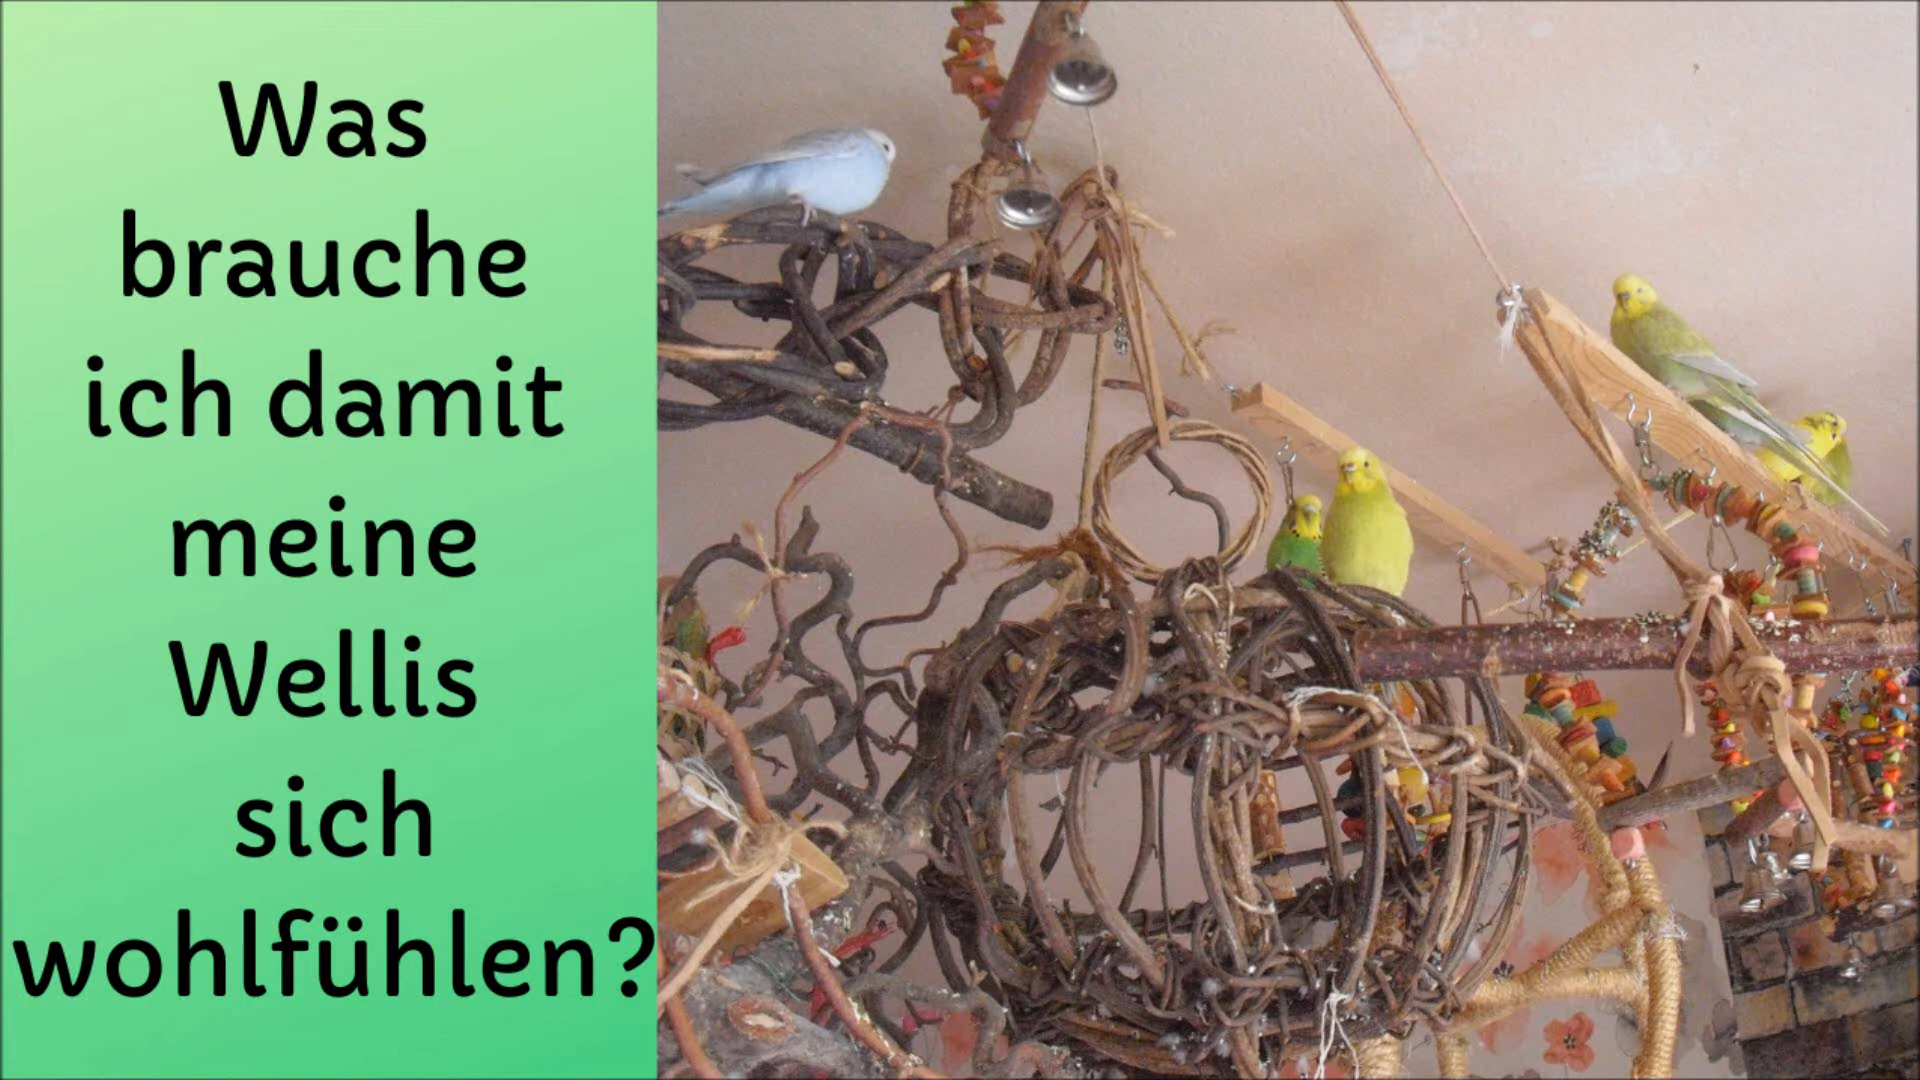 Was
brauche
ich damit
meine
Wellis
sich
wohlfühlen?